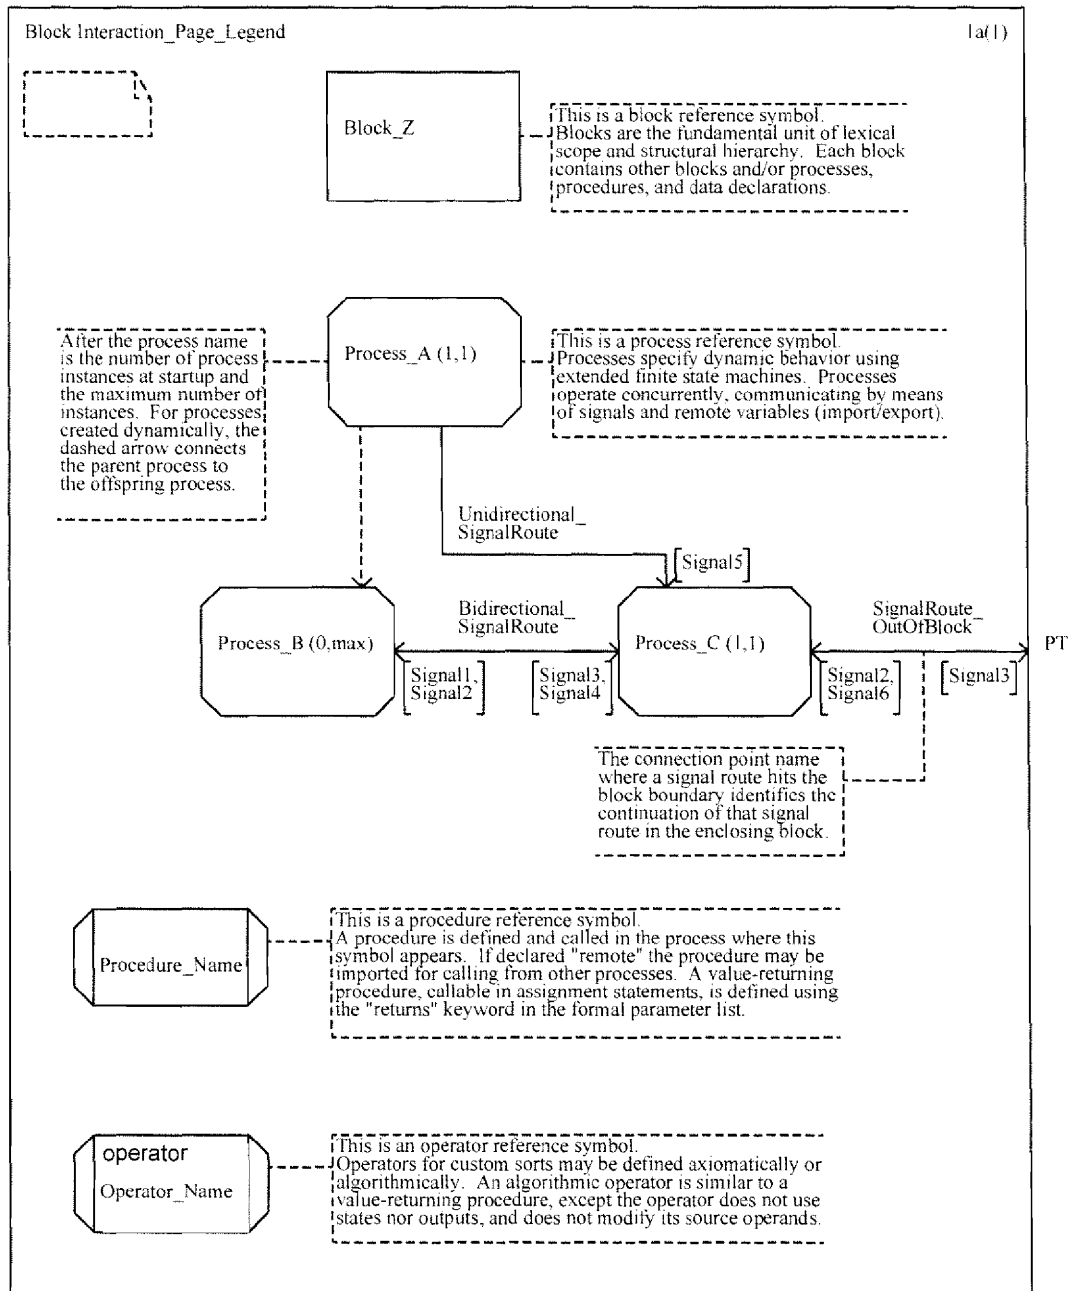 Block Interaction_Page_Legend
1a(1)
Block_Z
This is a block reference symbol.
Blocks are the fundamental unit of lexical
scope and structural hierarchy. Each block
contains other blocks and/or processes,
procedures, and data declarations.
After the process name
is the number of process
instances at startup and
the maximum number of
instances. For processes
created dynamically, the
dashed arrow connects
the parent process to
the offspring process.
Process_A (1,1)
This is a process reference symbol.
Processes specify dynamic behavior using
extended finite state machines. Processes
operate concurrently, communicating by means
of signals and remote variables (import/export).
Unidirectional_
SignalRoute
[Signal5]
Process_B (0,max)
Bidirectional_
SignalRoute
[Signal1,
Signal2]
[Signal3,
Signal4]
Process_C (1,1)
SignalRoute_
OutOfBlock
[Signal2,
Signal6]
[Signal3]
PT
The connection point name
where a signal route hits the
block boundary identifies the
continuation of that signal
route in the enclosing block.
Procedure_Name
This is a procedure reference symbol.
A procedure is defined and called in the process where this
symbol appears. If declared "remote" the procedure may be
imported for calling from other processes. A value-returning
procedure, callable in assignment statements, is defined using
the "returns" keyword in the formal parameter list.
operator
Operator_Name
This is an operator reference symbol.
Operators for custom sorts may be defined axiomatically or
algorithmically. An algorithmic operator is similar to a
value-returning procedure, except the operator does not use
states nor outputs, and does not modify its source operands.